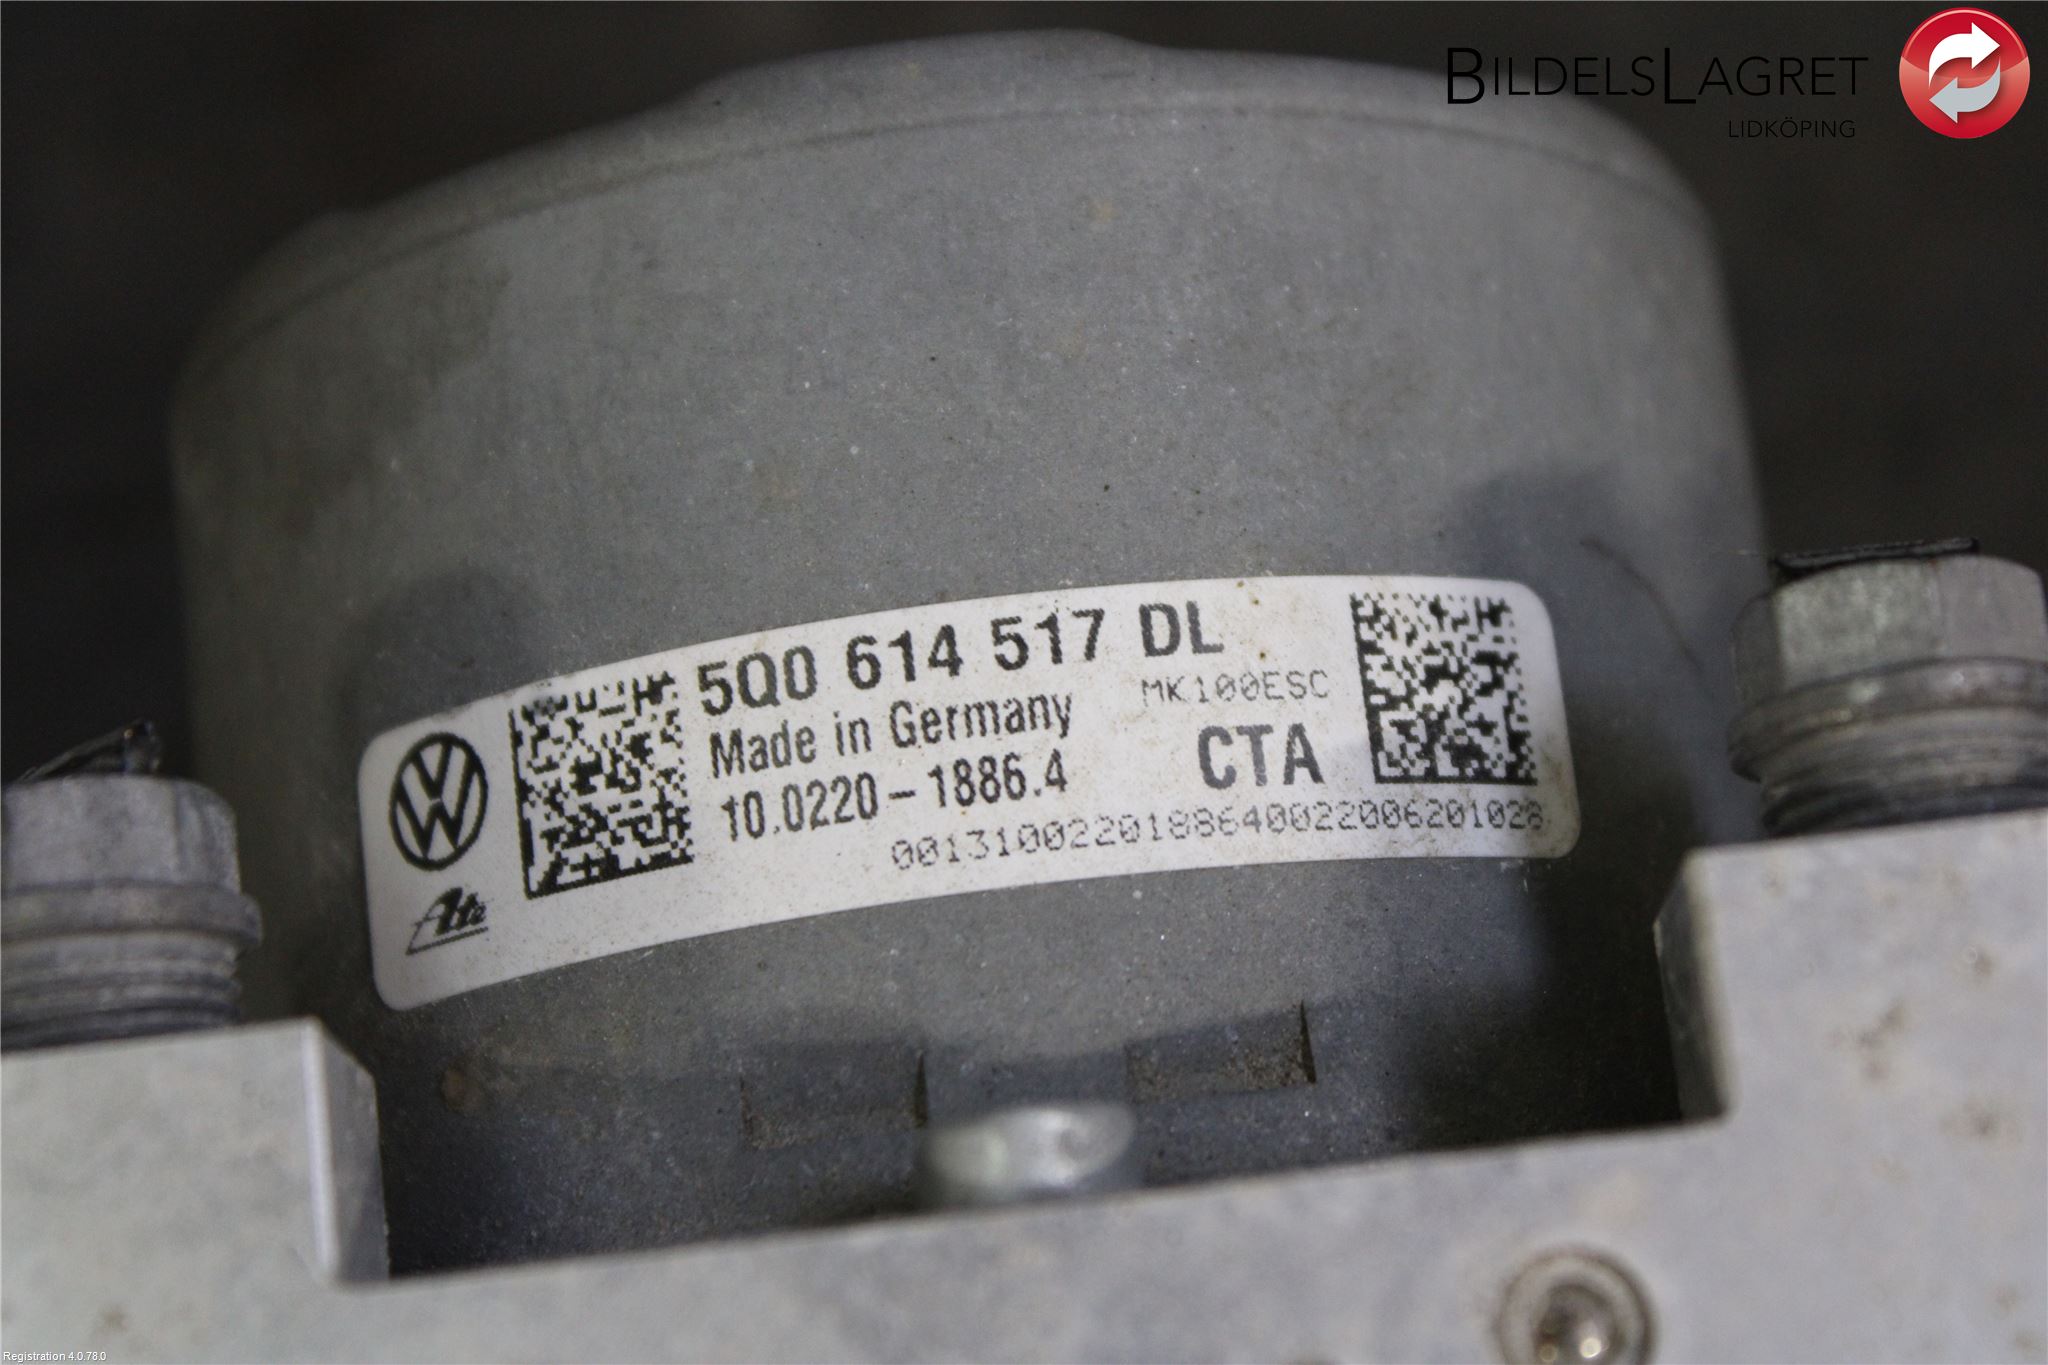 BILDELSLAGRET
LIDKÖPING
5Q0 614 517 DL
Made in Germany
MK100ESC
10.0220-1886.4
CTA
0013100220188640022006201028
Ate
Registration 4.0.78.0